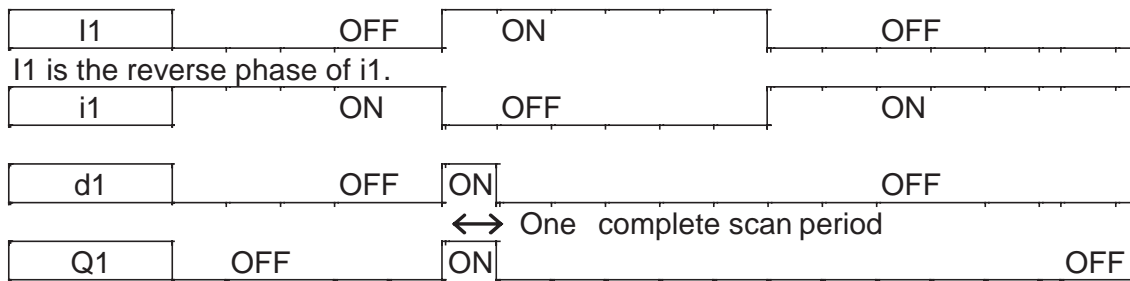 I1 OFF ON OFF
I1 is the reverse phase of i1.
i1 ON OFF ON
d1 OFF ON OFF
One complete scan period
Q1 OFF ON OFF